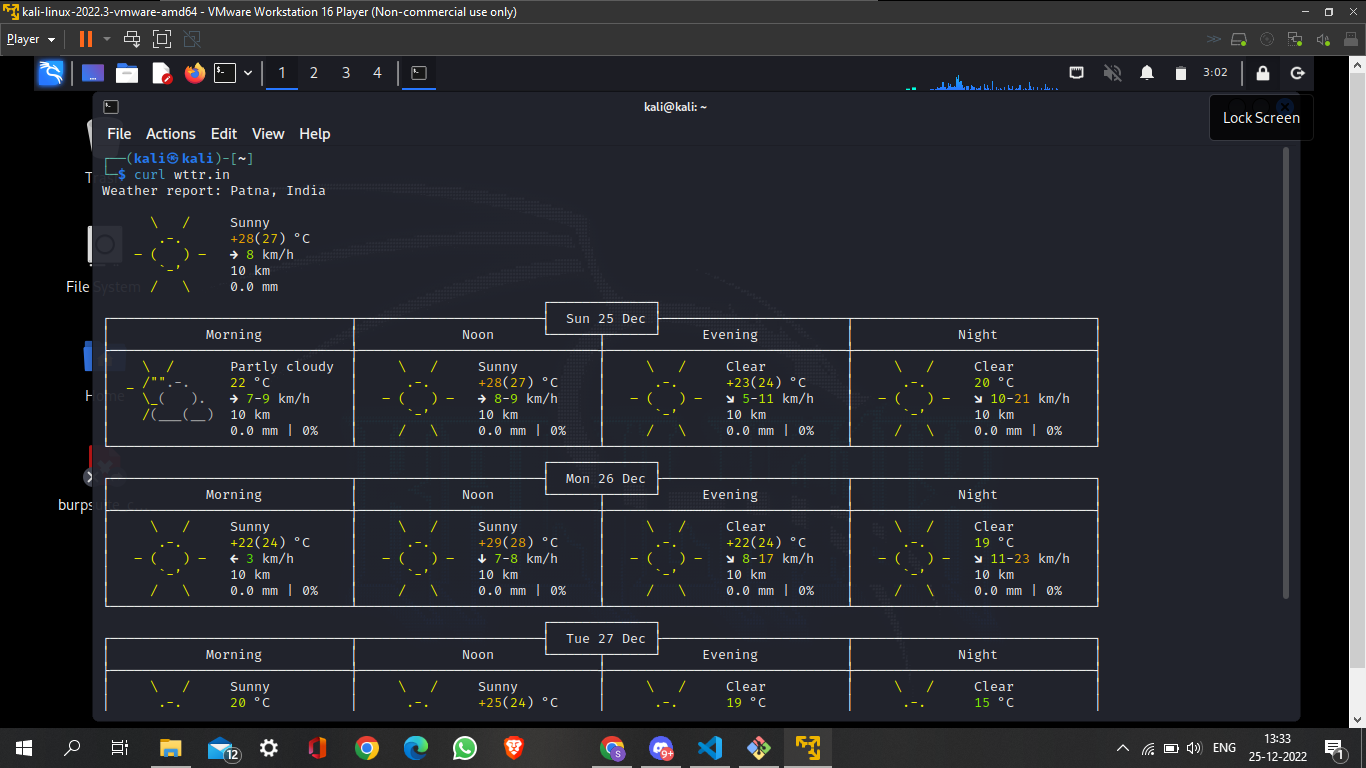 kali-linux-2022.3-vmware-amd64 - VMware Workstation 16 Player (Non-commercial use only)
Player
1 2 3 4
3:02
kali@kali: ~
Lock Screen
File Actions Edit View Help
File System
(kali㉿kali)-[~]
$ curl wttr.in
Weather report: Patna, India
Sunny
+28(27) °C
→ 8 km/h
10 km
0.0 mm
Sun 25 Dec
Morning Noon Evening Night
Partly cloudy Sunny Clear Clear
22 °C +28(27) °C +23(24) °C 20 °C
→ 7-9 km/h → 8-9 km/h ↘ 5-11 km/h ↘ 10-21 km/h
10 km 10 km 10 km 10 km
0.0 mm | 0% 0.0 mm | 0% 0.0 mm | 0% 0.0 mm | 0%
Mon 26 Dec
Morning Noon Evening Night
Sunny Sunny Clear Clear
+22(24) °C +29(28) °C +22(24) °C 19 °C
← 3 km/h ↓ 7-8 km/h ↘ 8-17 km/h ↘ 11-23 km/h
10 km 10 km 10 km 10 km
0.0 mm | 0% 0.0 mm | 0% 0.0 mm | 0% 0.0 mm | 0%
Tue 27 Dec
Morning Noon Evening Night
Sunny Sunny Clear Clear
20 °C +25(24) °C 19 °C 15 °C
12
S
9+
ENG
13:33
25-12-2022
1